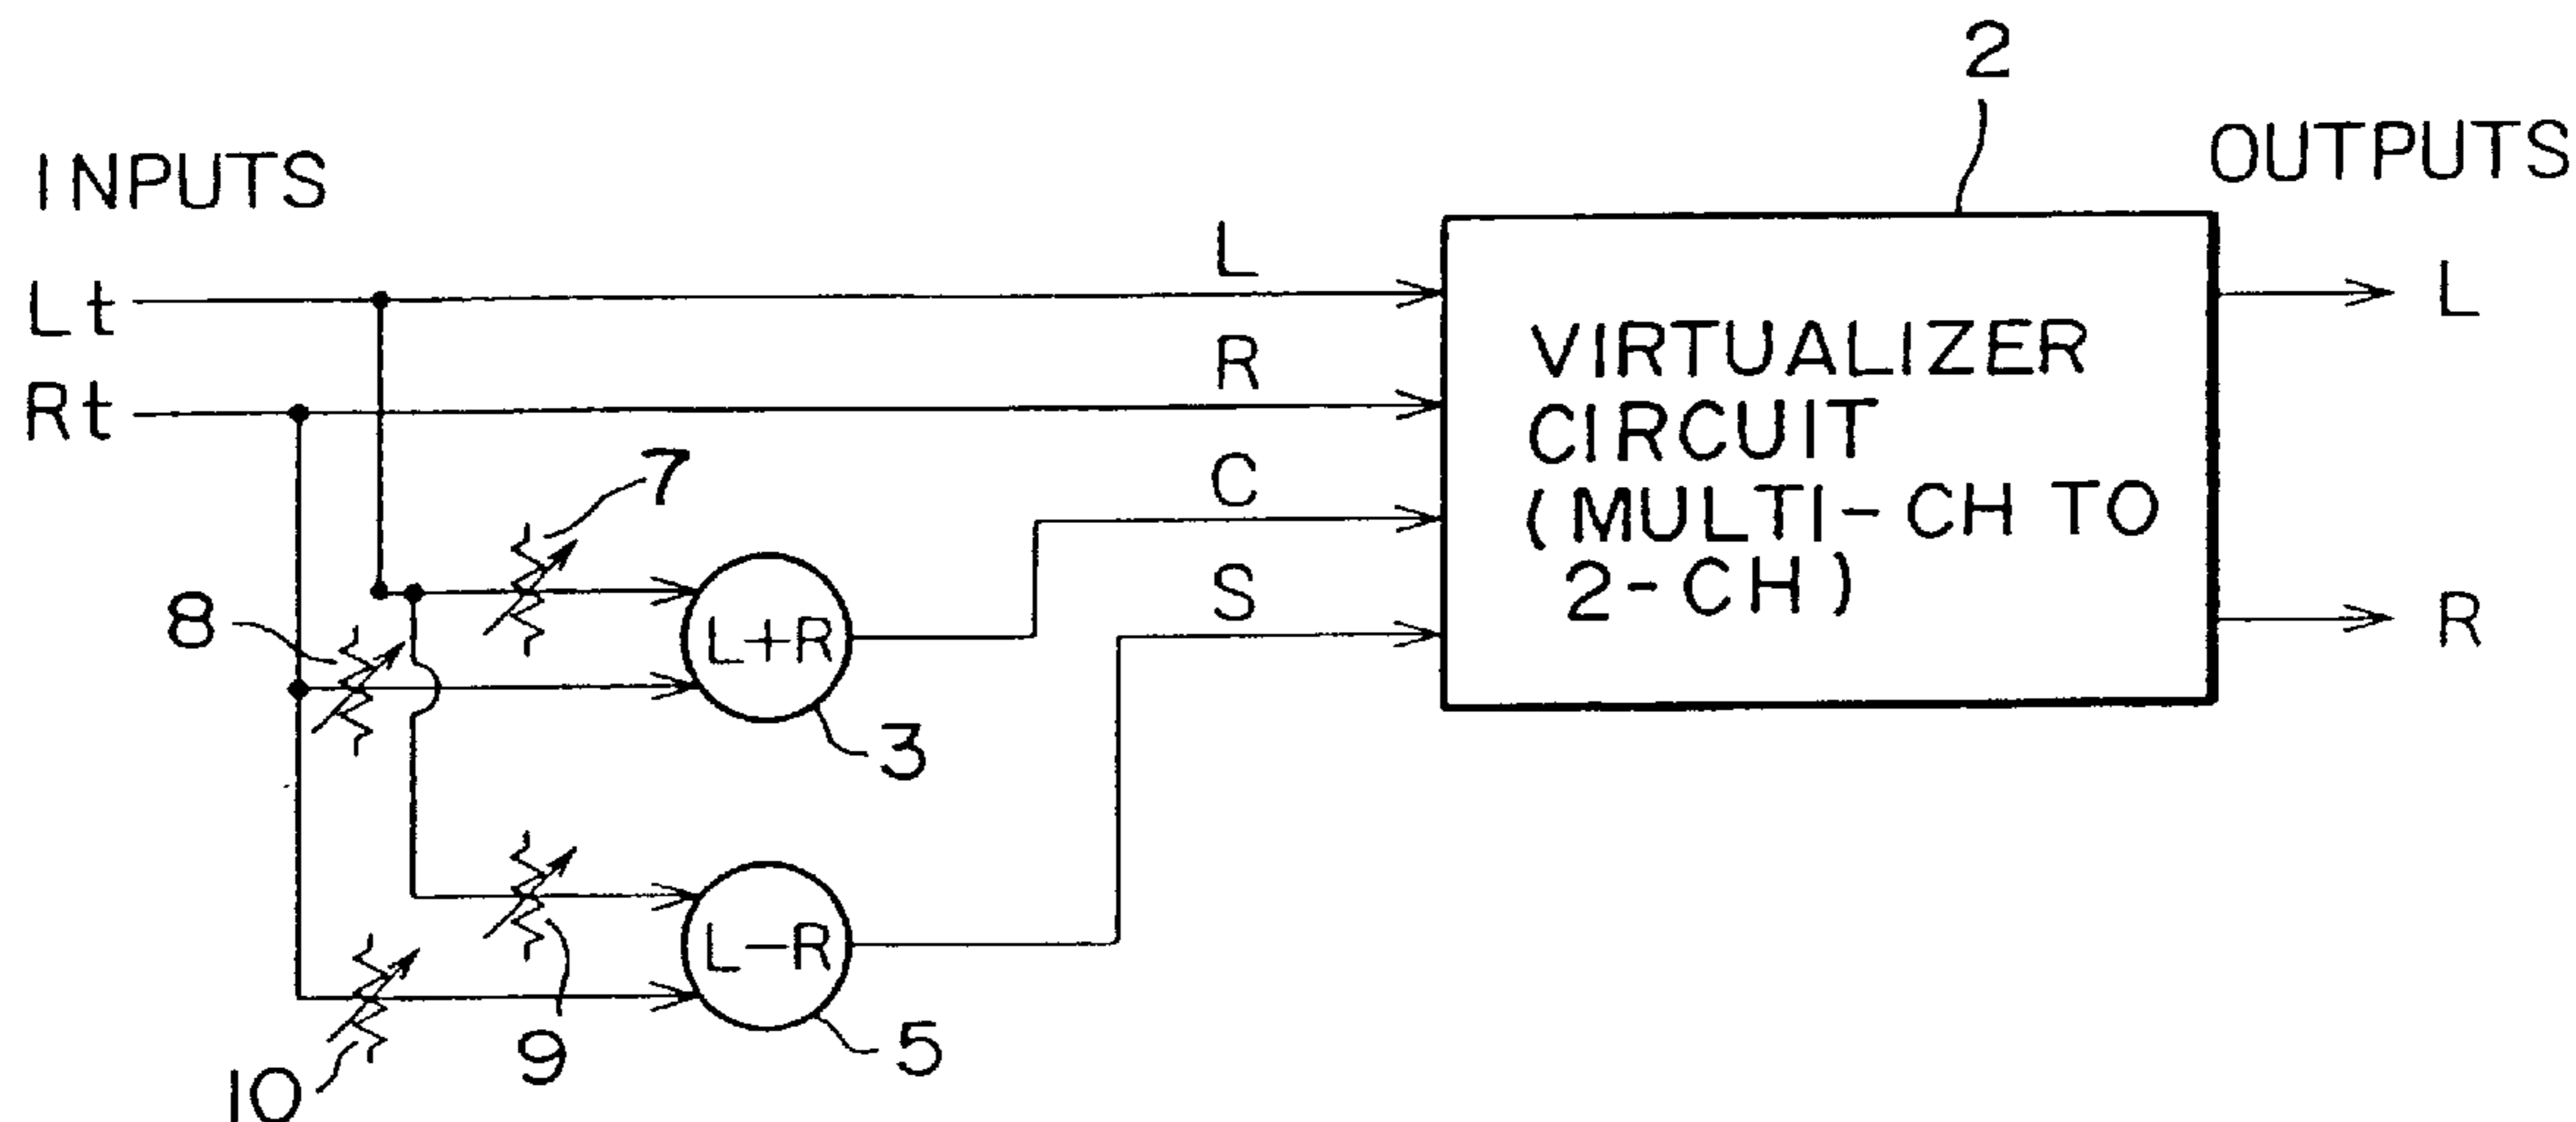 2
INPUTS
OUTPUTS
Lt
L
L
Rt
R
VIRTUALIZER
CIRCUIT
(MULTI-CH TO
2-CH)
7
C
8
S
L+R
R
3
L-R
9
5
10